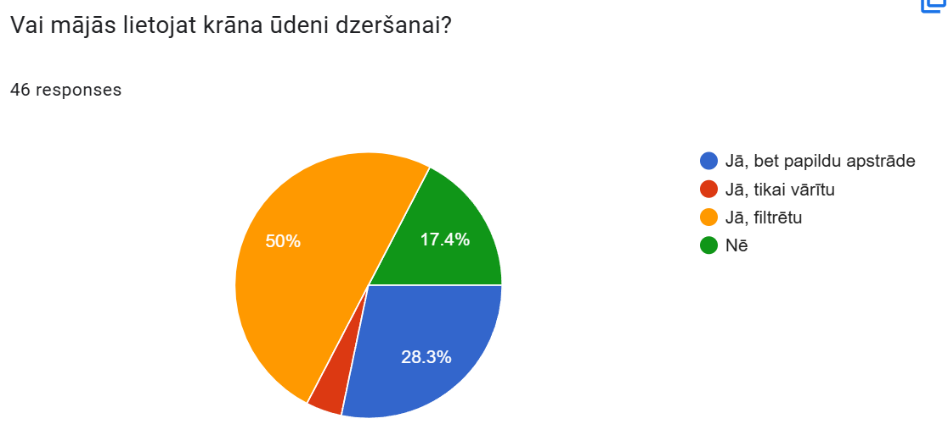 Vai mājās lietojat krāna ūdeni dzeršanai?
46 responses
50%
17.4%
28.3%
Jā, bet papildu apstrāde
Jā, tikai vārītu
Jā, filtrētu
Nē